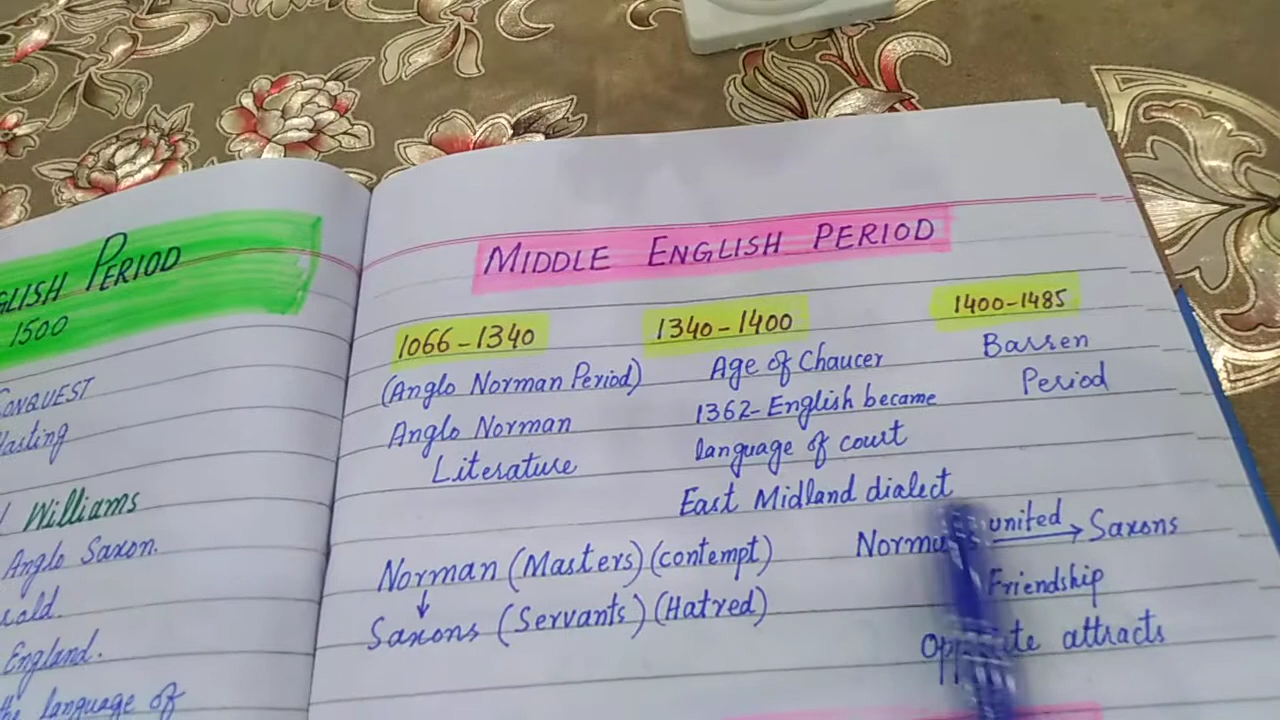 GLISH PERIOD
1500
CONQUEST
Hasting
Williams
Anglo Saxon.
England.
the language of
MIDDLE ENGLISH PERIOD
1066-1340
(Anglo Norman Period)
Anglo Norman
Literature
1340-1400
Age of Chaucer
1362-English became
language of court
East Midland dialect
1400-1485
Barren
Period
Norman (Masters) (contempt)
↓
Saxons (Servants) (Hatred)
united → Saxons
Friendship
attracts